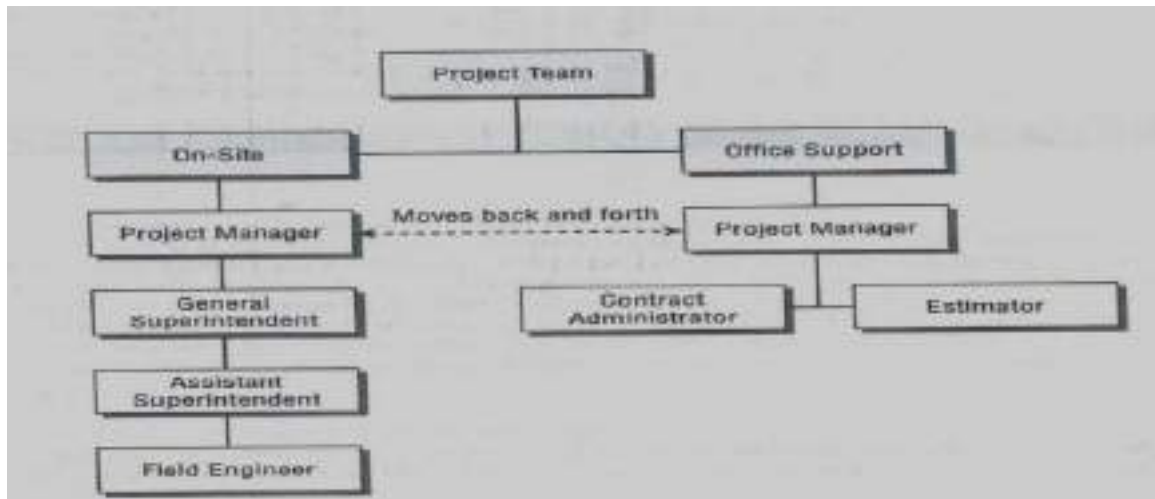 Project Team
On-Site
Office Support
Project Manager
Moves back and forth
Project Manager
General
Superintendent
Contract
Administrator
Estimator
Assistant
Superintendent
Field Engineer